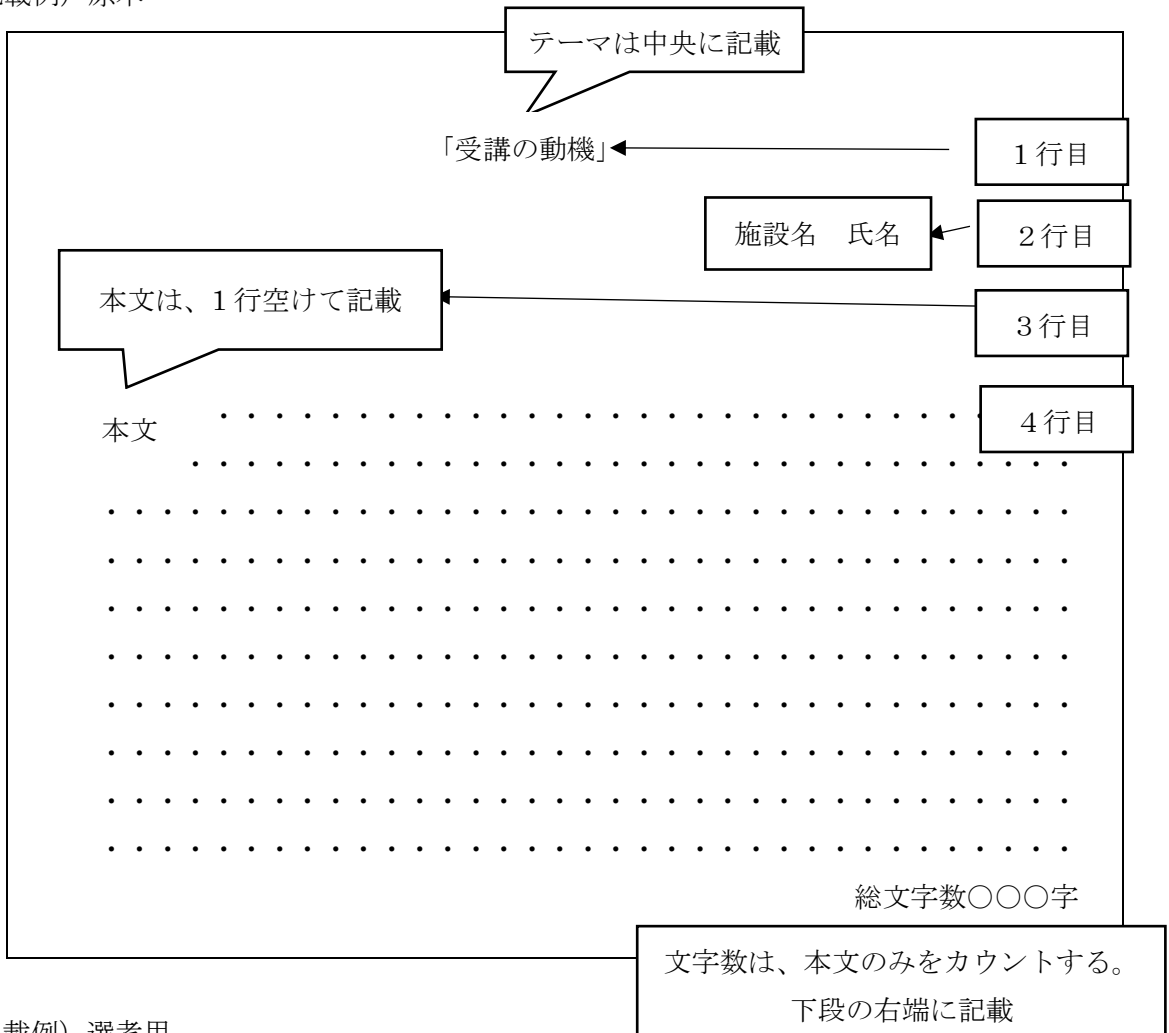 載例）原本
テーマは中央に記載
「受講の動機」
１行目
施設名　氏名
２行目
本文は、１行空けて記載
３行目
本文
・・・・・・・・・・・・・・・・・・・・・・・・・・・
４行目
・・・・・・・・・・・・・・・・・・・・・・・・・・・・・・・・
・・・・・・・・・・・・・・・・・・・・・・・・・・・・・・・・・・・
・・・・・・・・・・・・・・・・・・・・・・・・・・・・・・・・・・・
・・・・・・・・・・・・・・・・・・・・・・・・・・・・・・・・・・・
・・・・・・・・・・・・・・・・・・・・・・・・・・・・・・・・・・・
・・・・・・・・・・・・・・・・・・・・・・・・・・・・・・・・・・・
・・・・・・・・・・・・・・・・・・・・・・・・・・・・・・・・・・・
・・・・・・・・・・・・・・・・・・・・・・・・・・・・・・・・・・・
・・・・・・・・・・・・・・・・・・・・・・・・・・・・・・・・・・・
総文字数○○○字
文字数は、本文のみをカウントする。
下段の右端に記載
載例）選考用